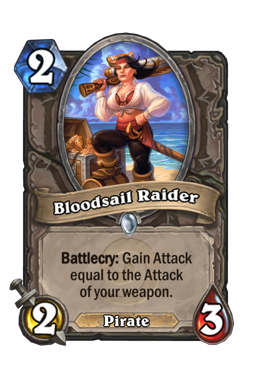 2
Bloodsail Raider
Battlecry: Gain Attack
equal to the Attack
of your weapon.
2
Pirate
3